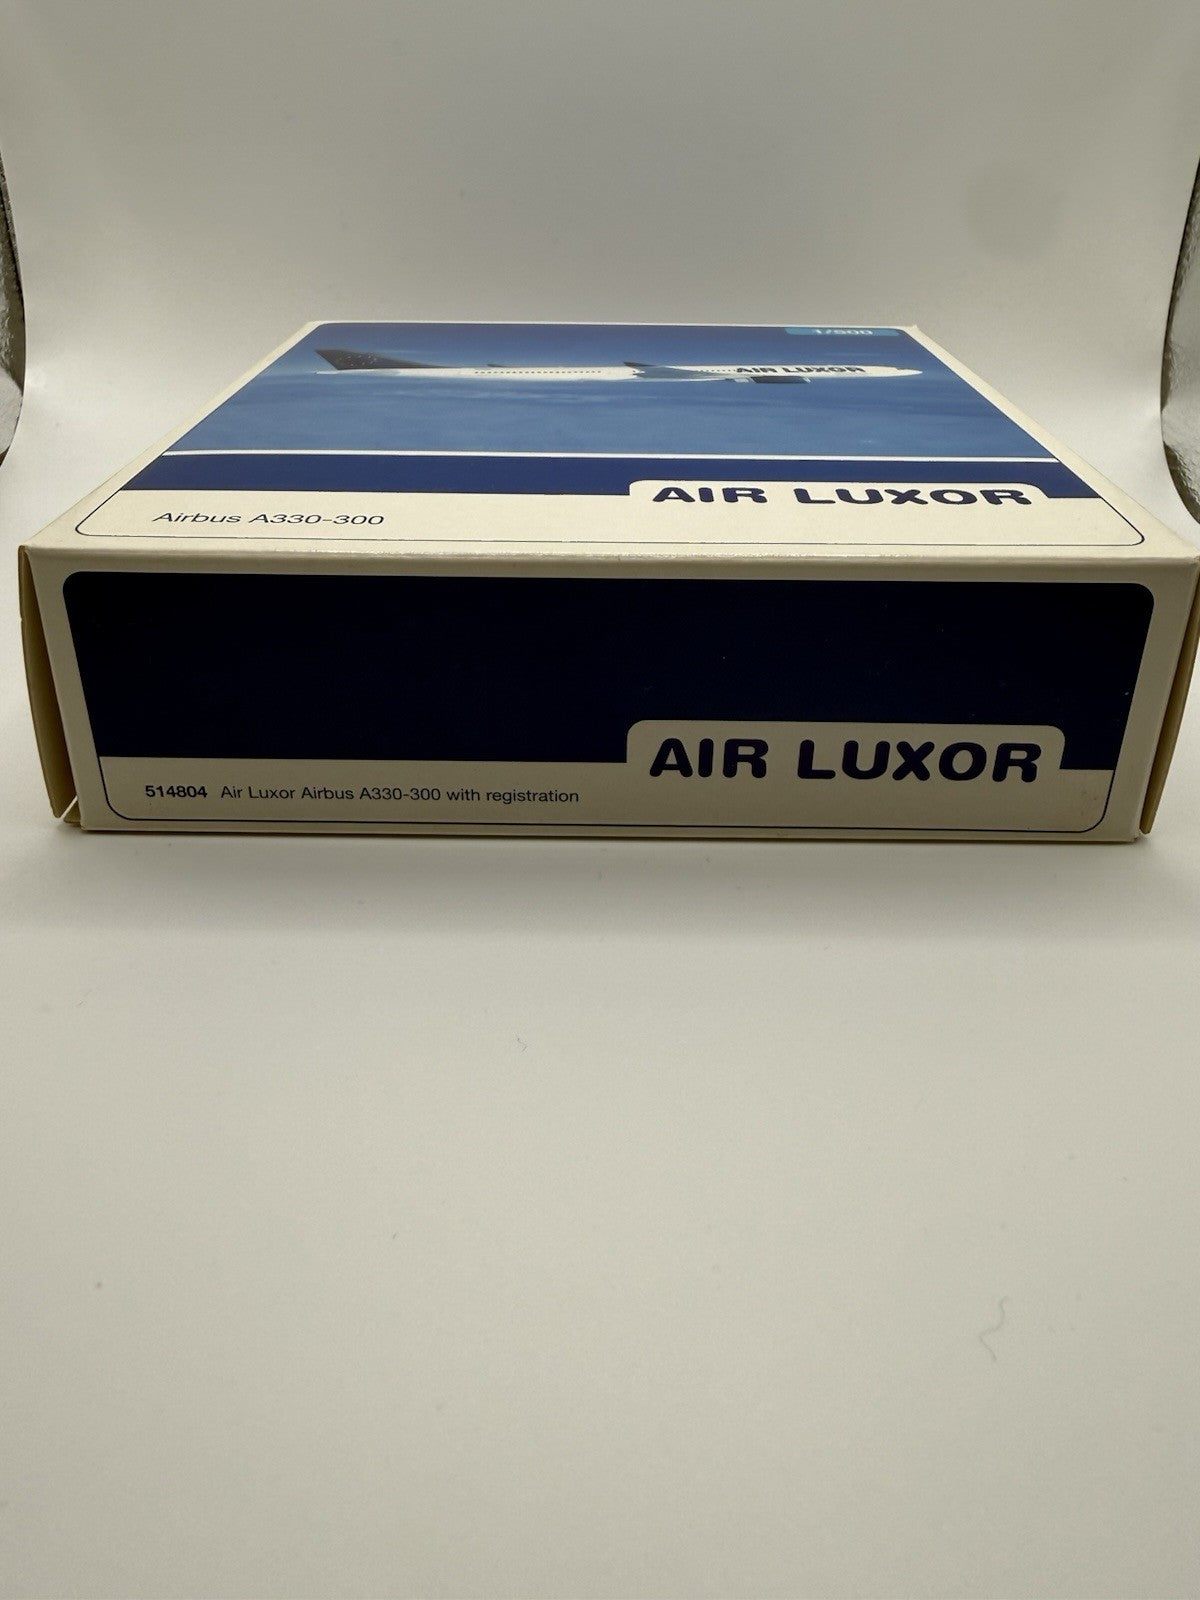 1/500
AIR LUXOR
AIR LUXOR
Airbus A330-300
AIR LUXOR
514804 Air Luxor Airbus A330-300 with registration